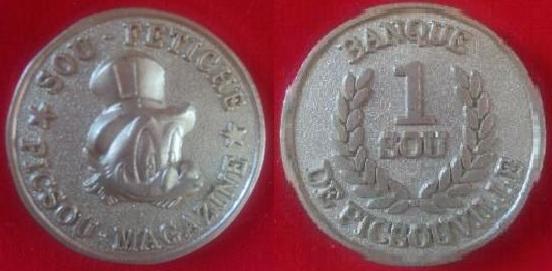 SOU - FETICHE
★ PICSOU - MAGAZINE ★
BANQUE
1
SOU
DE PICSOUVILLE